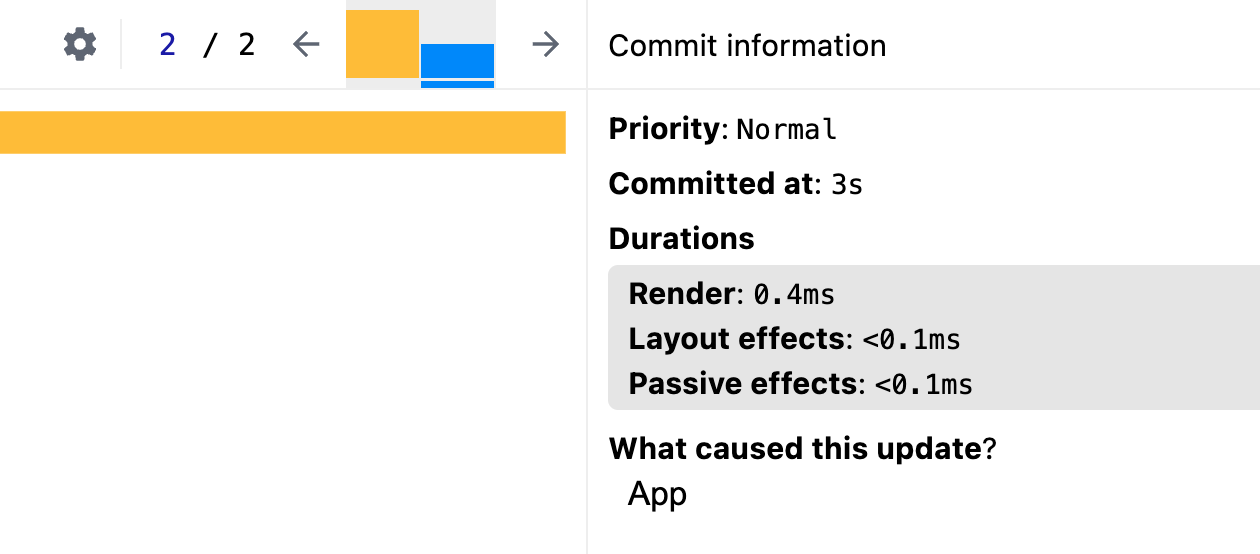 2 / 2
Commit information
Priority: Normal
Committed at: 3s
Durations
Render: 0.4ms
Layout effects: <0.1ms
Passive effects: <0.1ms
What caused this update?
App